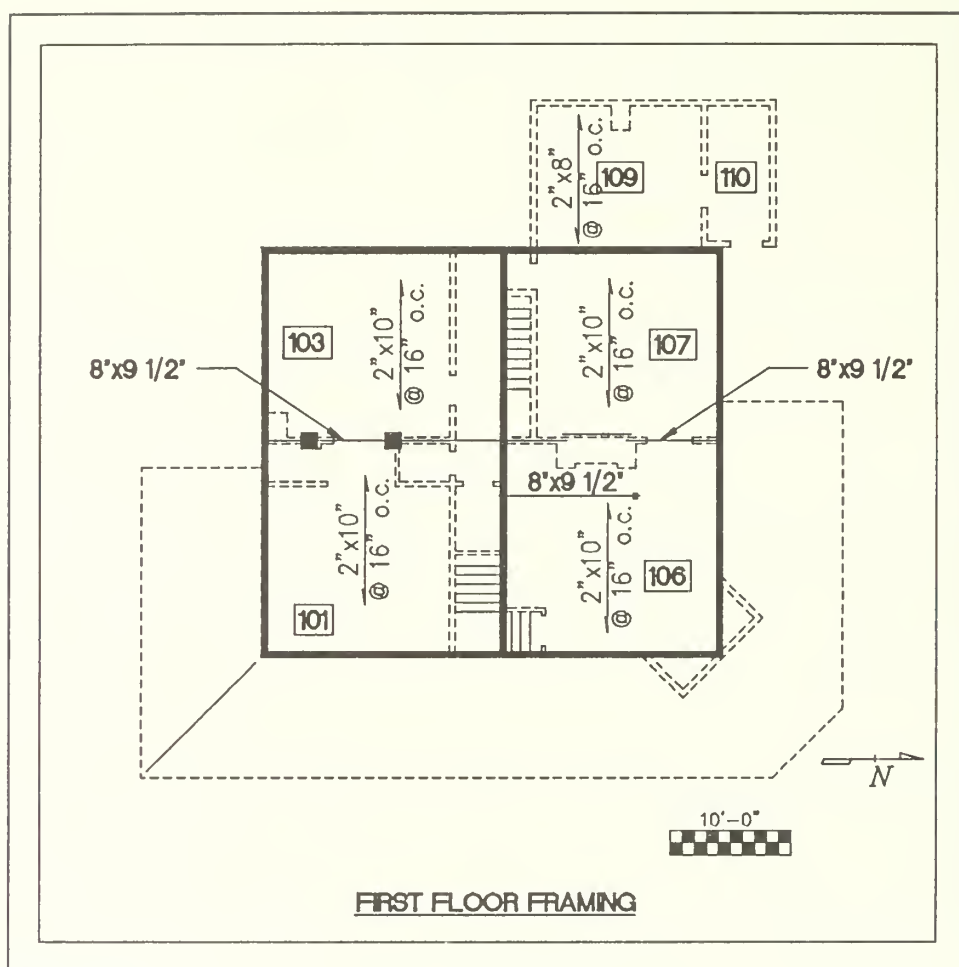 2"x8"
@ 16" o.c.
109
110
103
2"x10"
@ 16" o.c.
2"x10"
@ 16" o.c.
107
8"x9 1/2"
8"x9 1/2"
8"x9 1/2"
2"x10"
@ 16" o.c.
101
2"x10"
@ 16" o.c.
106
N
10'-0"
FIRST FLOOR FRAMING